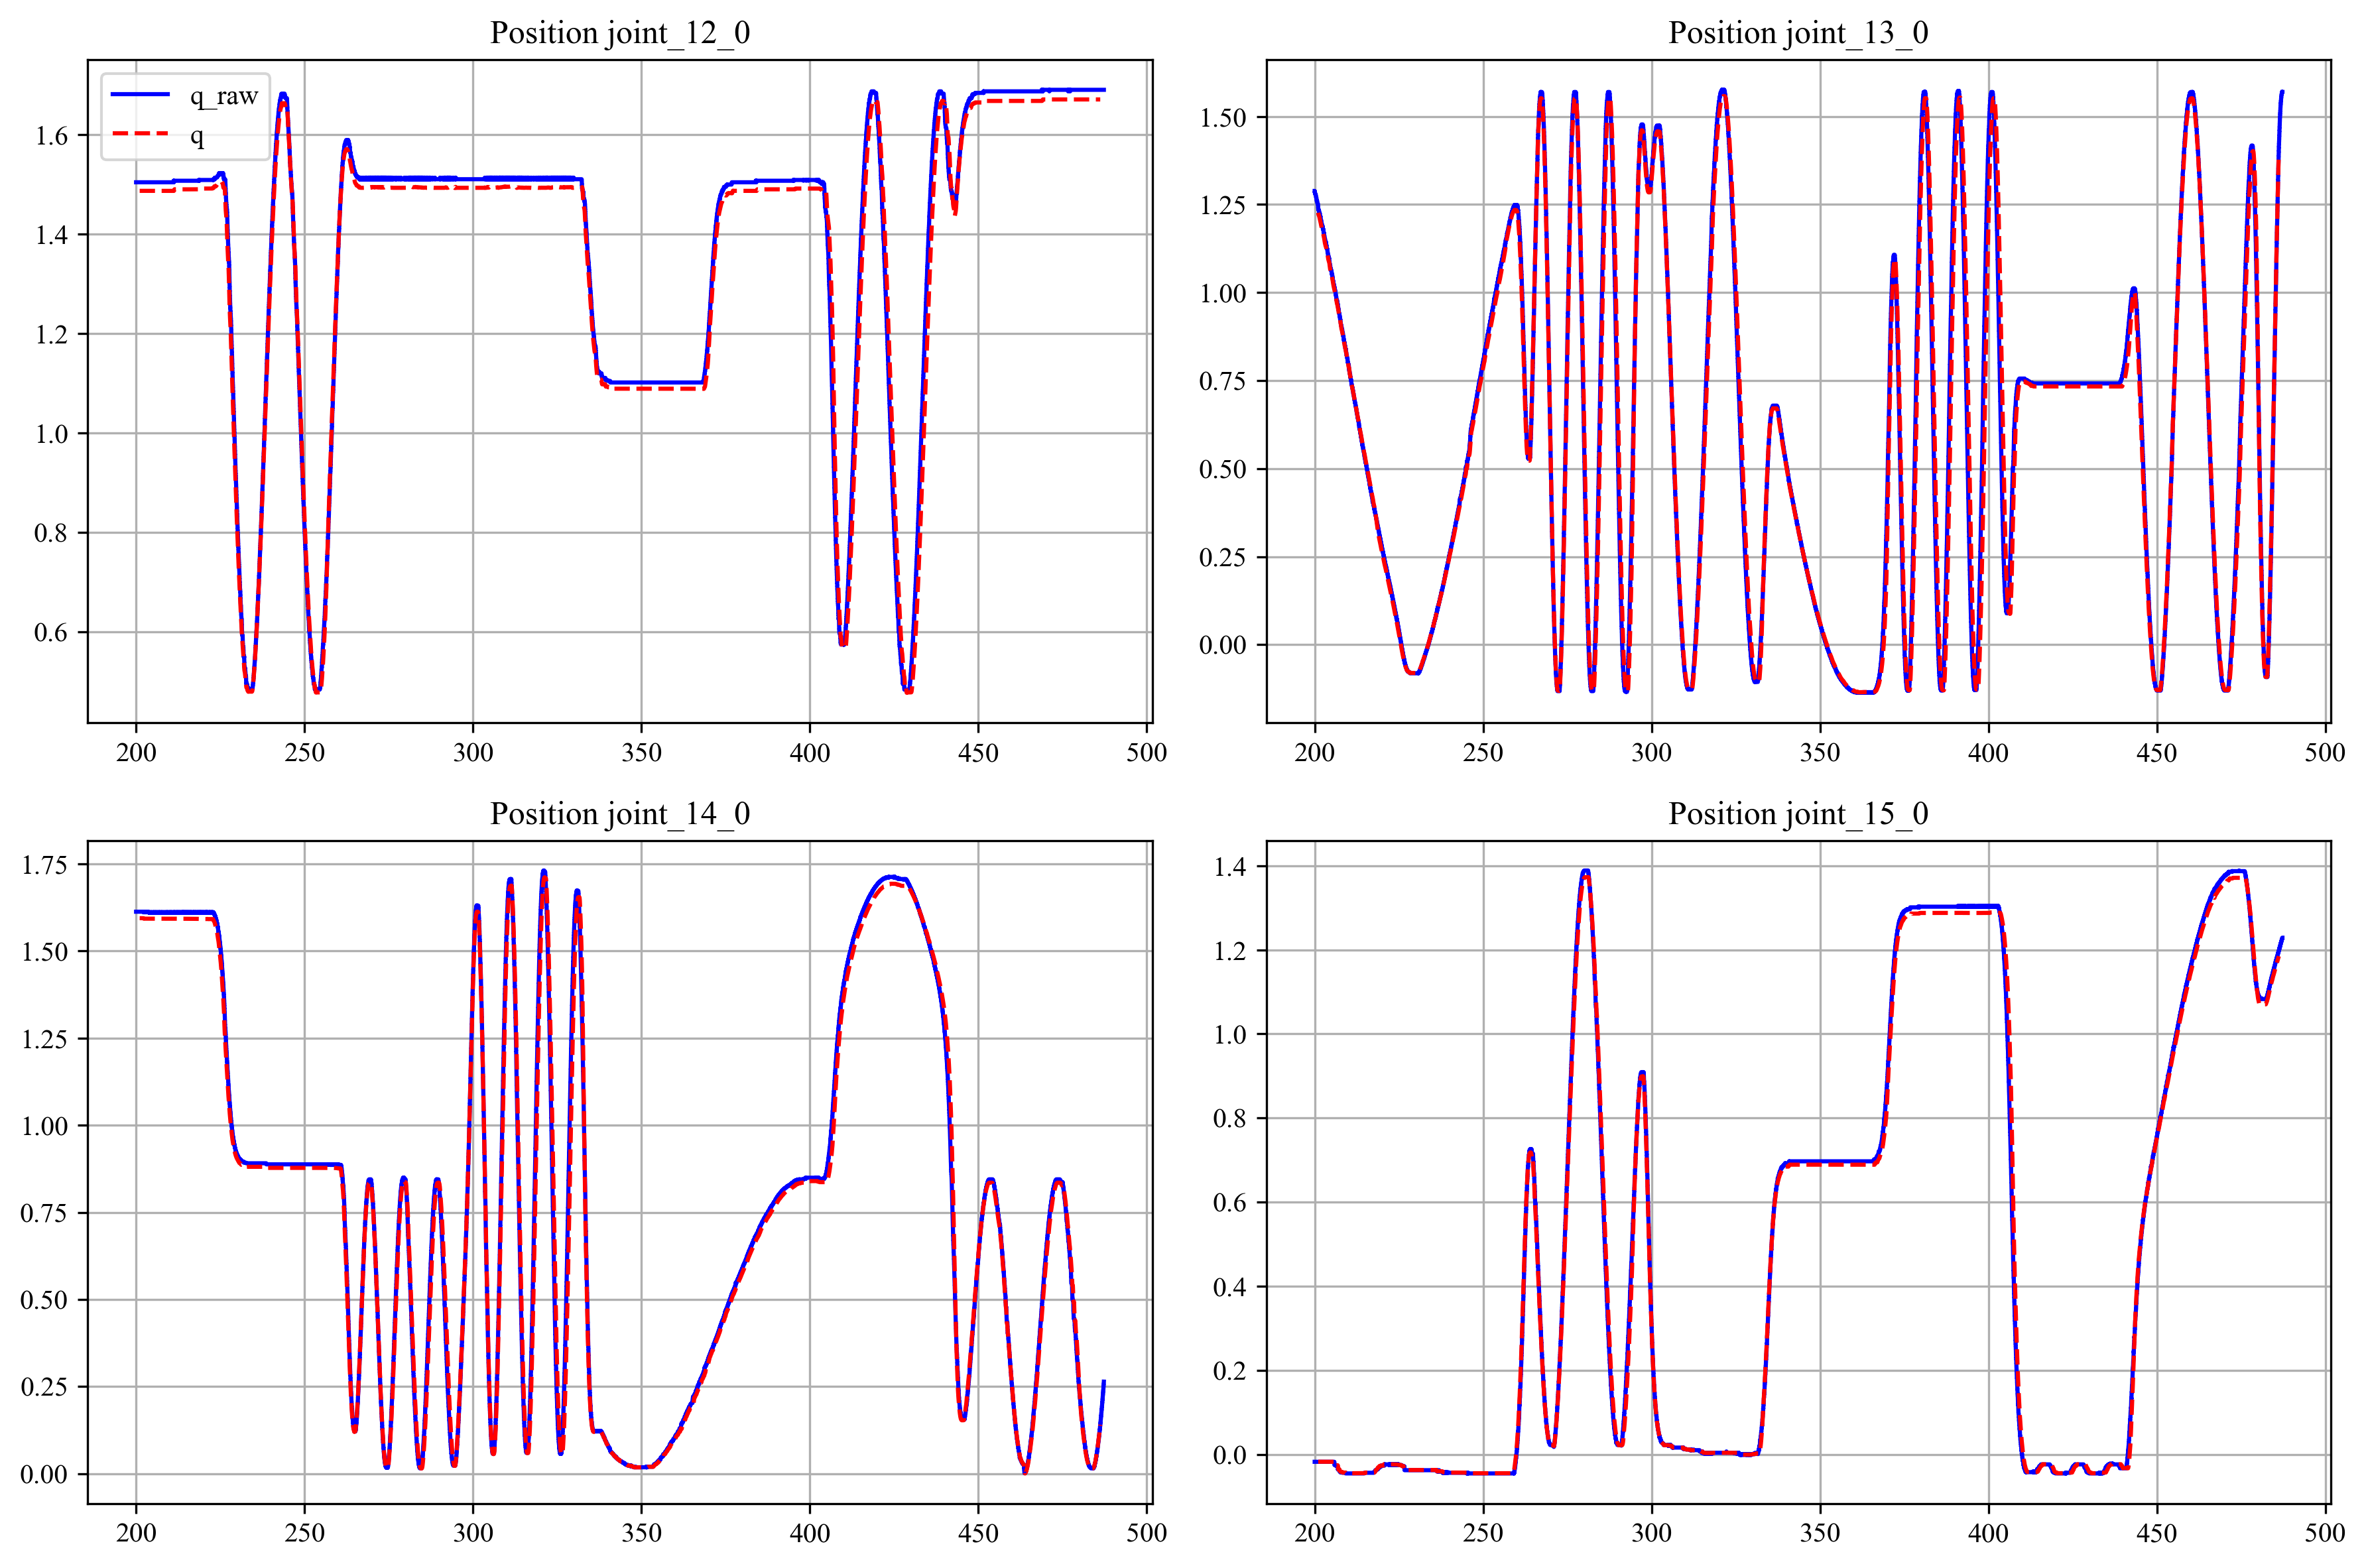 Position joint_12_0
q_raw
q
1.6
1.4
1.2
1.0
0.8
0.6
200 250 300 350 400 450 500
Position joint_13_0
1.50
1.25
1.00
0.75
0.50
0.25
0.00
200 250 300 350 400 450 500
Position joint_14_0
1.75
1.50
1.25
1.00
0.75
0.50
0.25
0.00
200 250 300 350 400 450 500
Position joint_15_0
1.4
1.2
1.0
0.8
0.6
0.4
0.2
0.0
200 250 300 350 400 450 500